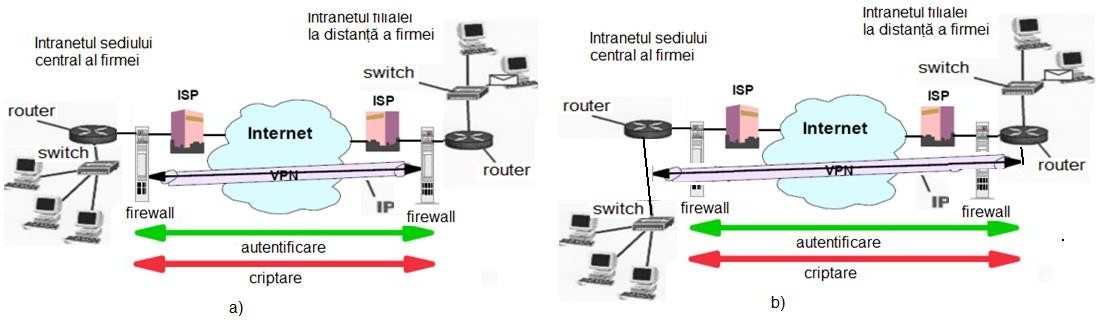 Intranetul sediului
central al firmei
Intranetul filialei
la distanță a firmei
switch
ISP
ISP
router
Internet
switch
router
VPN
IP
firewall
firewall
autentificare
criptare
a)
Intranetul sediului
central al firmei
Intranetul filialei
la distanță a firmei
switch
ISP
ISP
router
Internet
router
VPN
IP
switch
firewall
firewall
autentificare
criptare
b)